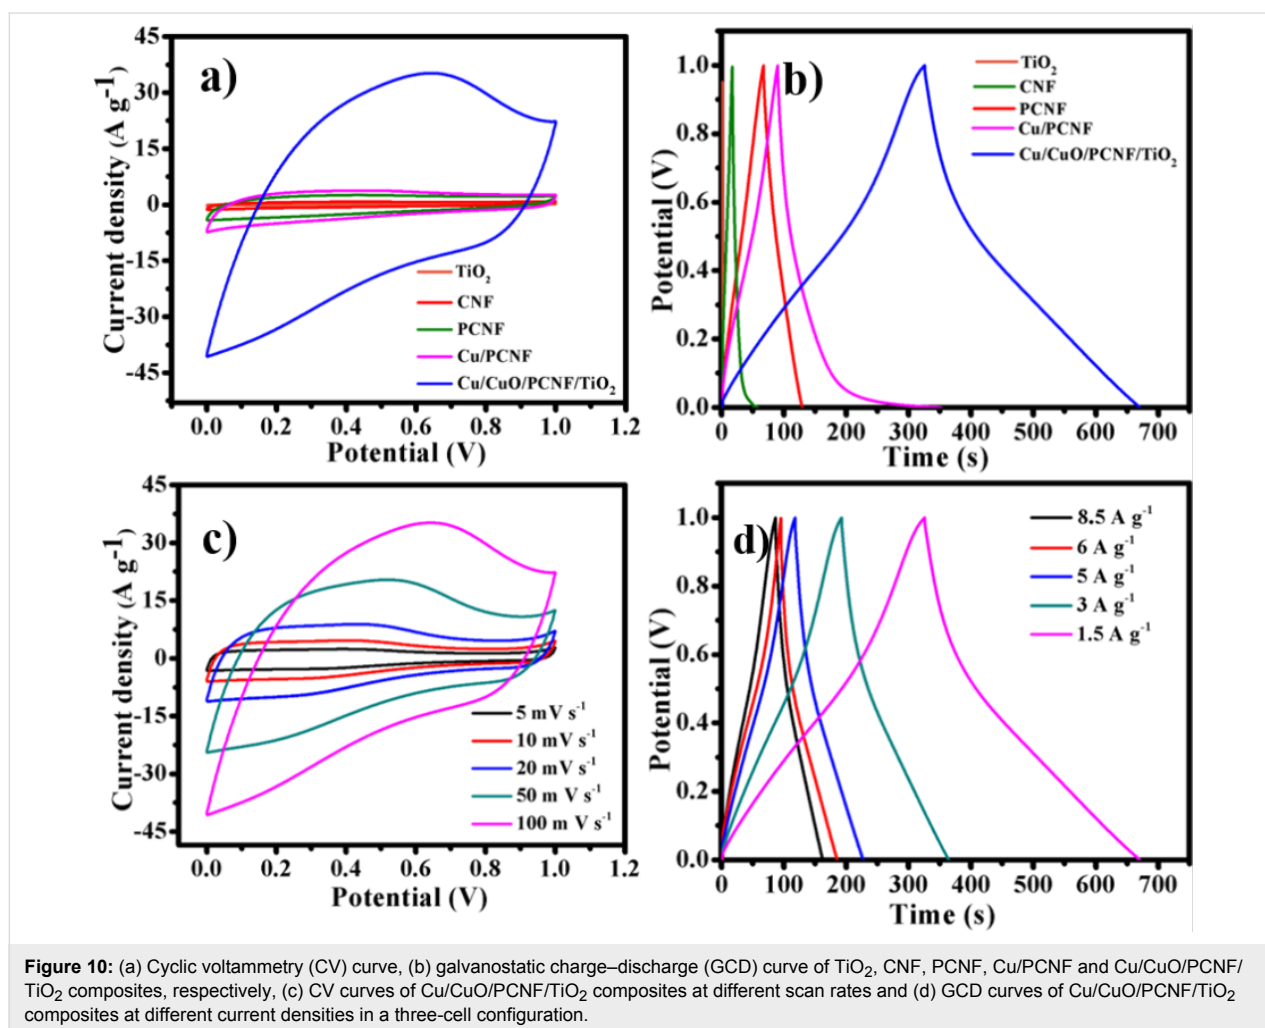 a)
45
30
15
0
-15
-30
-45
Current density (A g⁻¹)
TiO₂
CNF
PCNF
Cu/PCNF
Cu/CuO/PCNF/TiO₂
0.0 0.2 0.4 0.6 0.8 1.0 1.2
Potential (V)
b)
1.0
0.8
0.6
0.4
0.2
0.0
Potential (V)
TiO₂
CNF
PCNF
Cu/PCNF
Cu/CuO/PCNF/TiO₂
0 100 200 300 400 500 600 700
Time (s)
c)
45
30
15
0
-15
-30
-45
Current density (A g⁻¹)
5 mV s⁻¹
10 mV s⁻¹
20 mV s⁻¹
50 m V s⁻¹
100 m V s⁻¹
0.0 0.2 0.4 0.6 0.8 1.0 1.2
Potential (V)
d)
1.0
0.8
0.6
0.4
0.2
0.0
Potential (V)
8.5 A g⁻¹
6 A g⁻¹
5 A g⁻¹
3 A g⁻¹
1.5 A g⁻¹
0 100 200 300 400 500 600 700
Time (s)
Figure 10: (a) Cyclic voltammetry (CV) curve, (b) galvanostatic charge–discharge (GCD) curve of TiO₂, CNF, PCNF, Cu/PCNF and Cu/CuO/PCNF/
TiO₂ composites, respectively, (c) CV curves of Cu/CuO/PCNF/TiO₂ composites at different scan rates and (d) GCD curves of Cu/CuO/PCNF/TiO₂
composites at different current densities in a three-cell configuration.